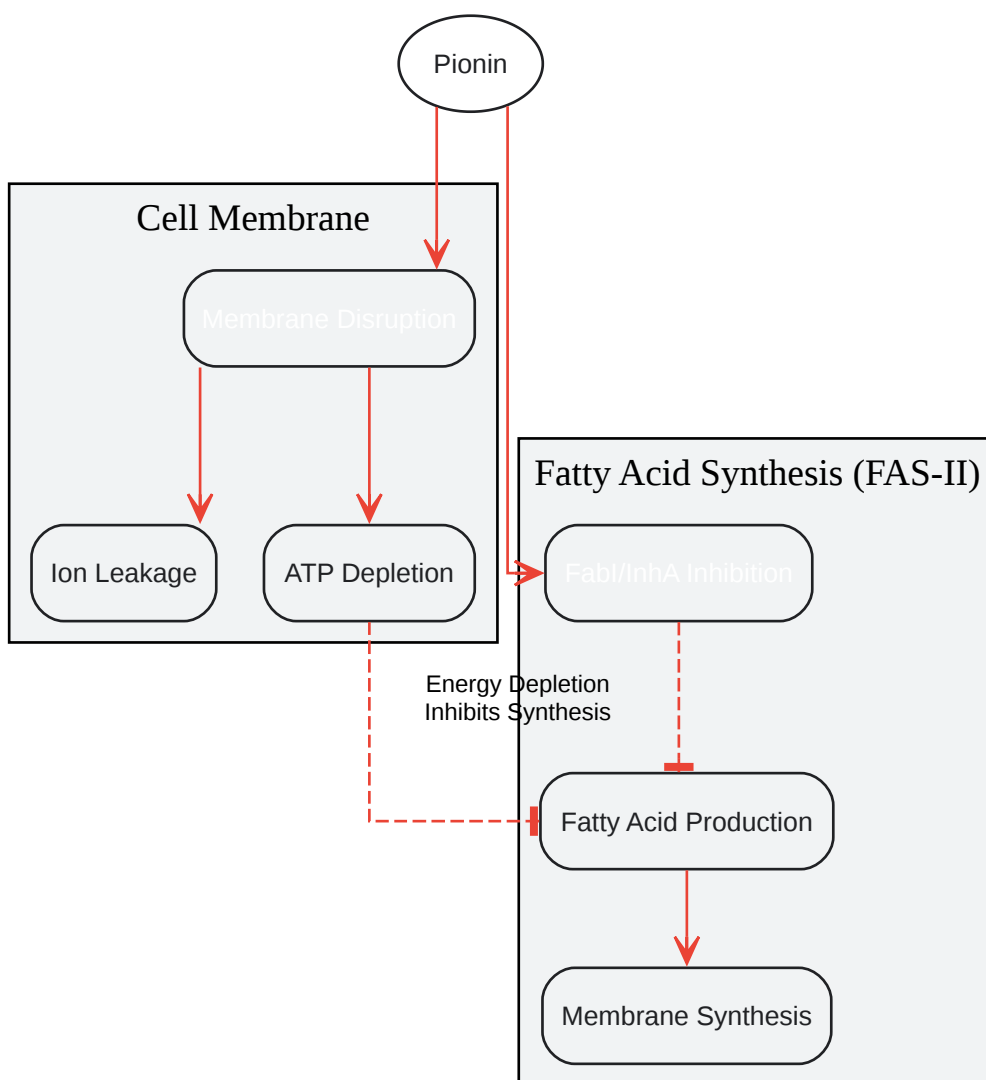 Pionin
Cell Membrane
Membrane Disruption
Ion Leakage
ATP Depletion
Fatty Acid Synthesis (FAS-II)
FabI/InhA Inhibition
Energy Depletion
Inhibits Synthesis
Fatty Acid Production
Membrane Synthesis